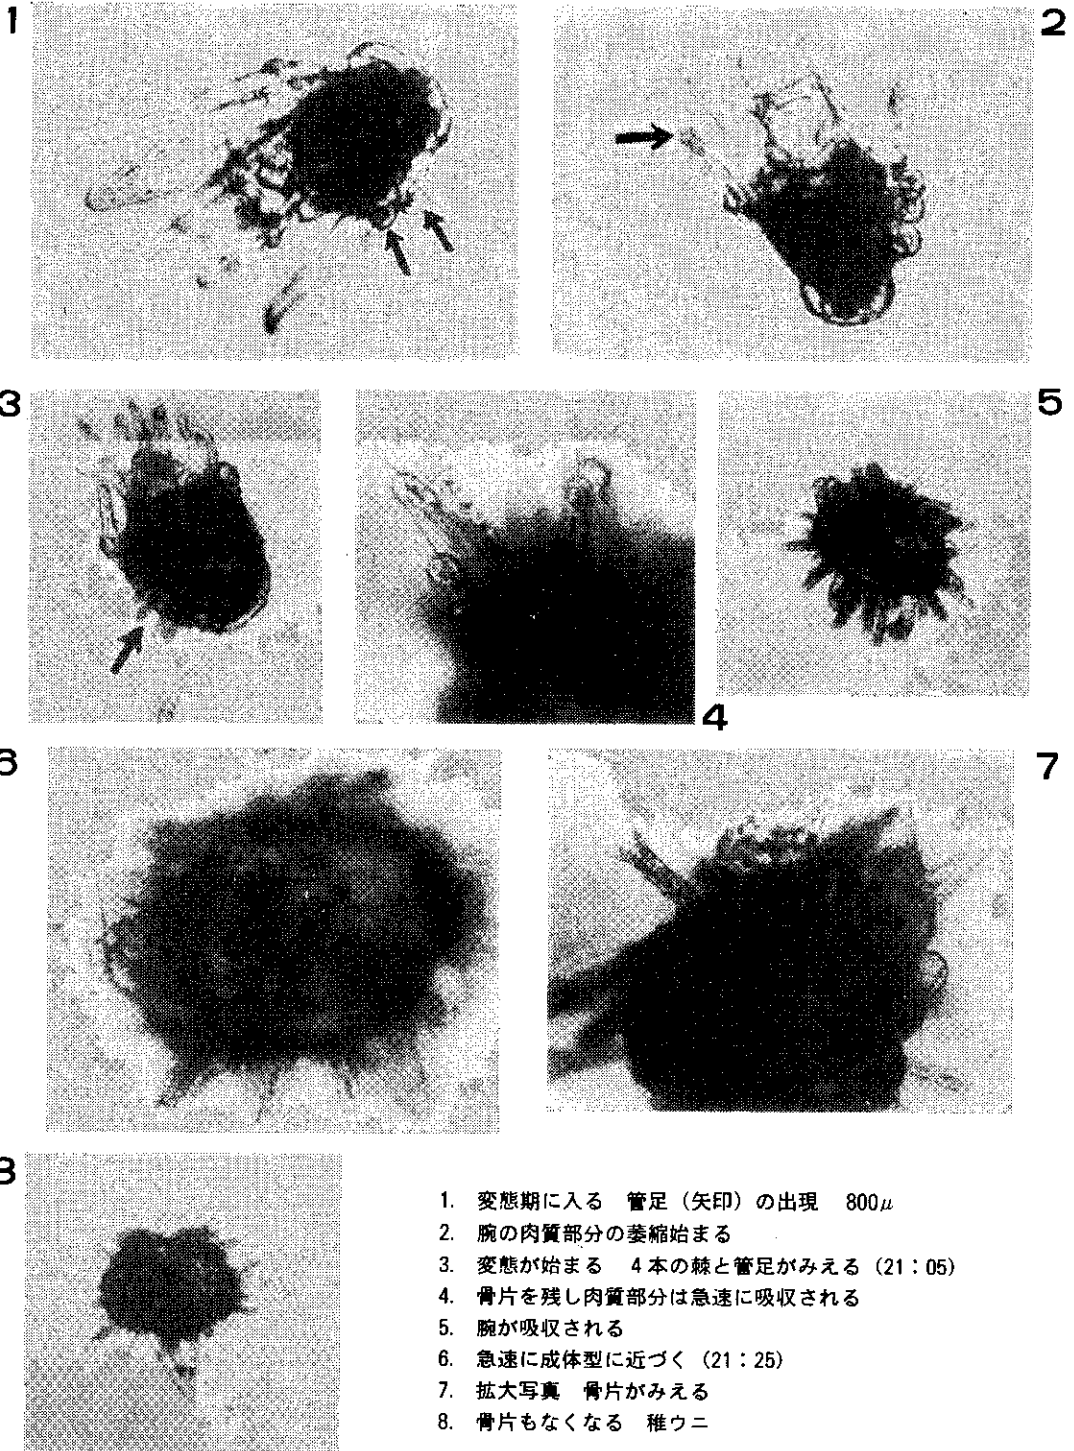 1
2
3
5
4
6
7
8
1. 変態期に入る 管足（矢印）の出現 800μ
2. 腕の肉質部分の萎縮始まる
3. 変態が始まる 4本の棘と管足がみえる（21：05）
4. 骨片を残し肉質部分は急速に吸収される
5. 腕が吸収される
6. 急速に成体型に近づく（21：25）
7. 拡大写真 骨片がみえる
8. 骨片もなくなる 稚ウニ